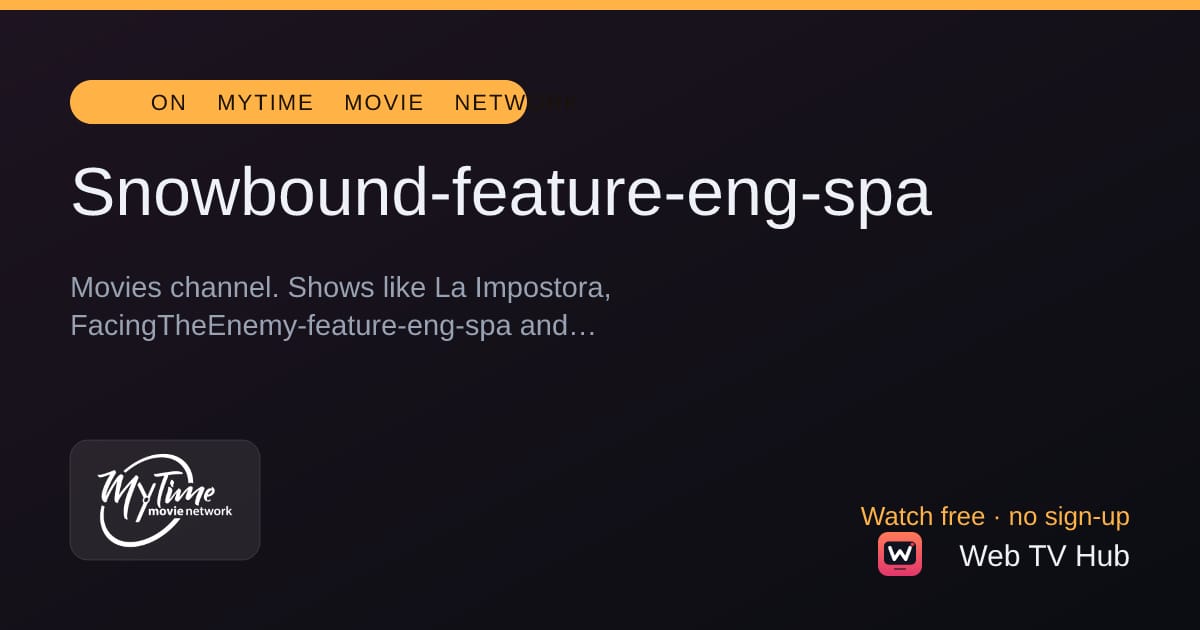 ON MYTIME MOVIE NETWORK
Snowbound-feature-eng-spa
Movies channel. Shows like La Impostora,
FacingTheEnemy-feature-eng-spa and…
MyTime
movie network
Watch free · no sign-up
W
Web TV Hub